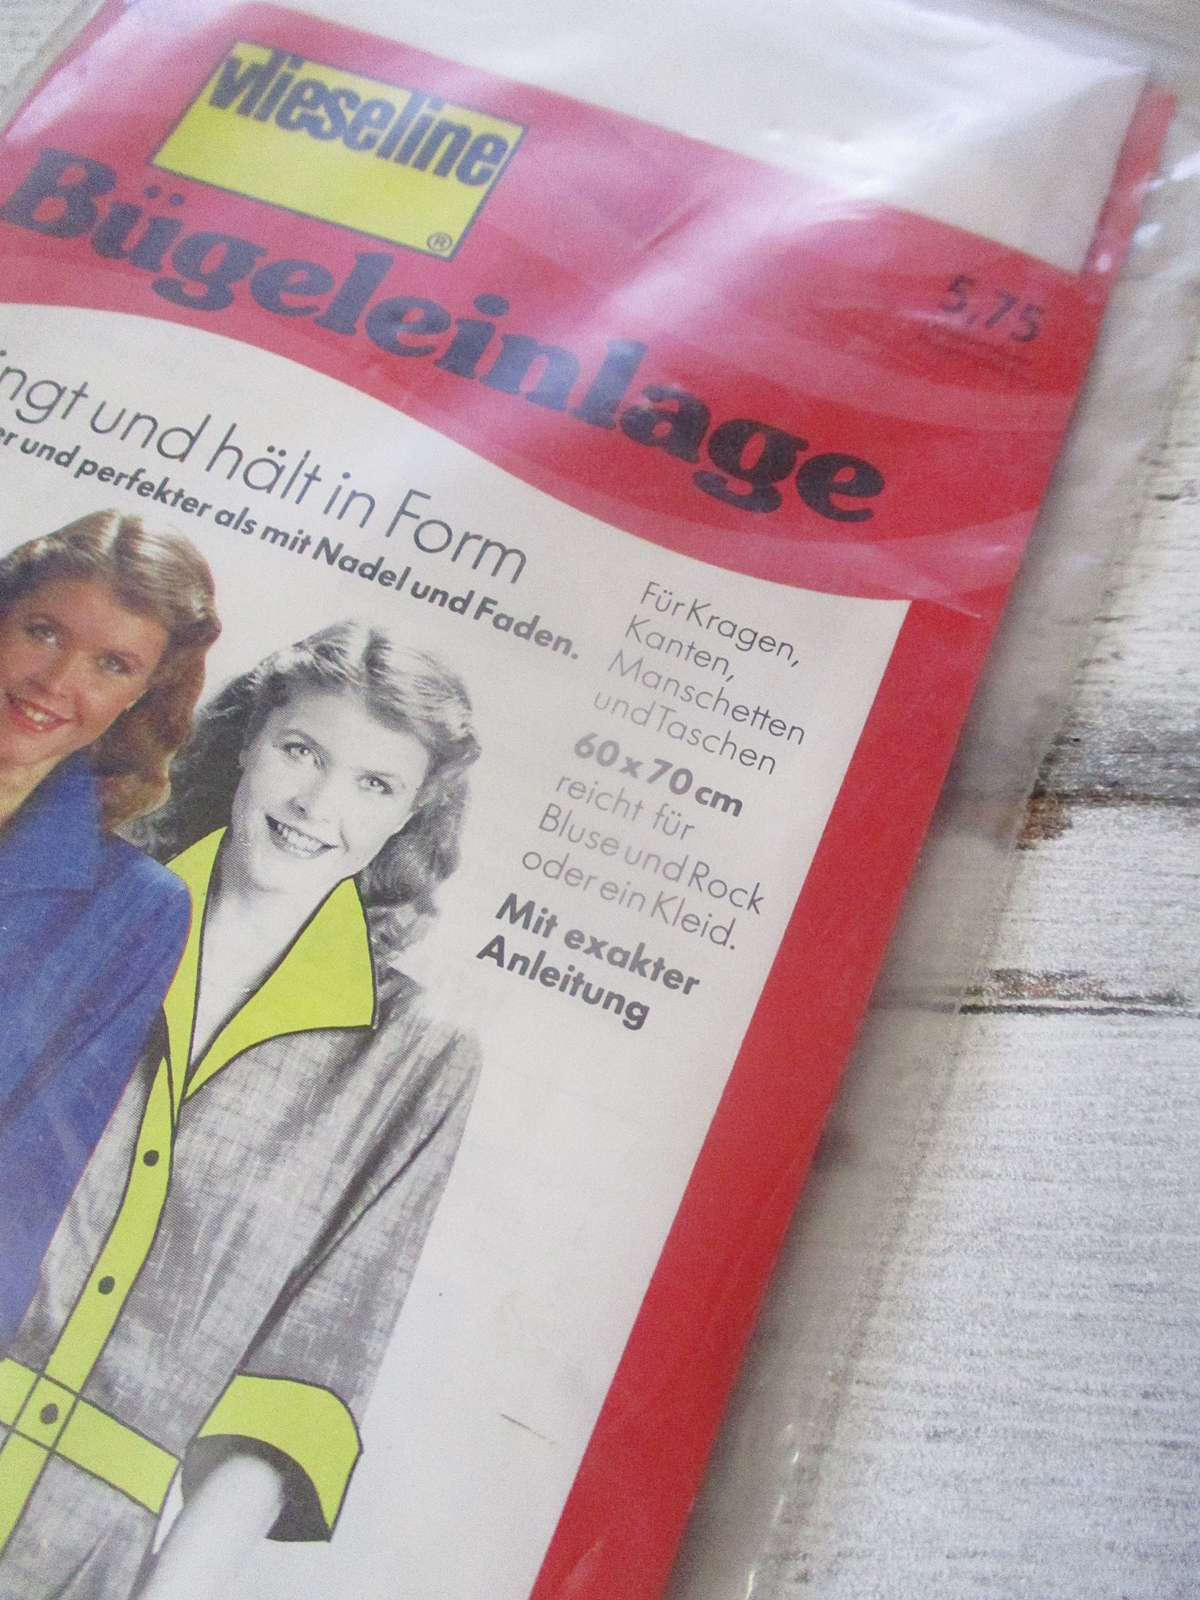 vlieseline
®
Bügeleinlage
5,75
ngt und hält in Form
er und perfekter als mit Nadel und Faden.
Für Kragen,
Kanten,
Manschetten
und Taschen
60 x 70 cm
reicht für
Bluse und Rock
oder ein Kleid.
Mit exakter
Anleitung